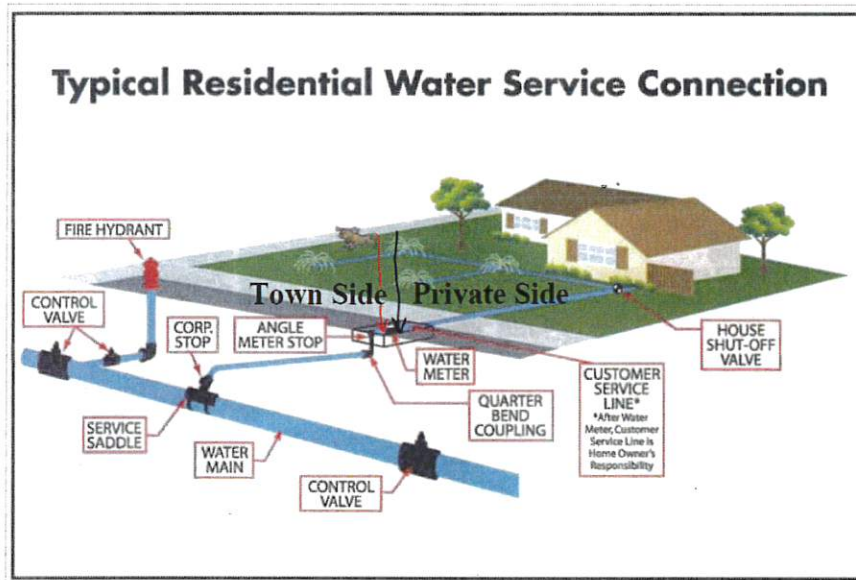 Typical Residential Water Service Connection
FIRE HYDRANT
Town Side
Private Side
CONTROL
VALVE
CORP.
STOP
ANGLE
METER STOP
WATER
METER
HOUSE
SHUT-OFF
VALVE
CUSTOMER
SERVICE
LINE*
*After Water
Meter, Customer
Service Line is
Home Owner's
Responsibility
QUARTER
BEND
COUPLING
SERVICE
SADDLE
WATER
MAIN
CONTROL
VALVE